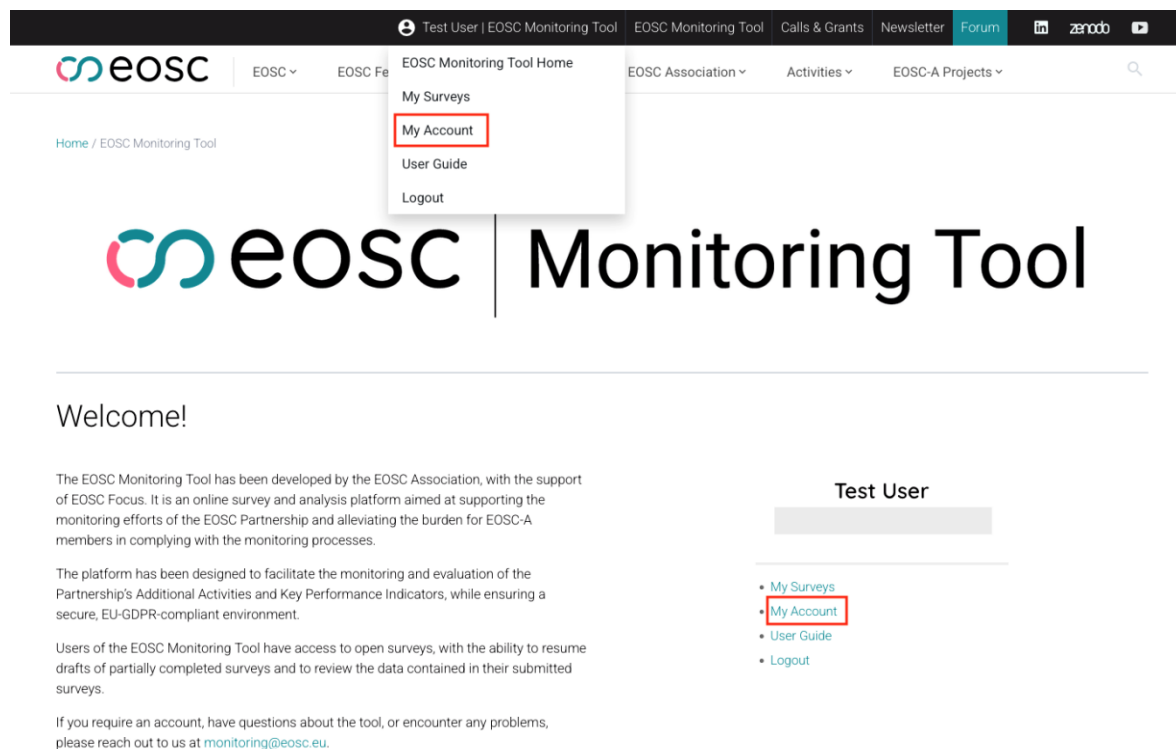 Test User | EOSC Monitoring Tool EOSC Monitoring Tool Calls & Grants Newsletter Forum in zenodo
eosc EOSC EOSC Fe EOSC Association Activities EOSC-A Projects
EOSC Monitoring Tool Home
My Surveys
My Account
User Guide
Logout
Home / EOSC Monitoring Tool
eosc Monitoring Tool
Welcome!
The EOSC Monitoring Tool has been developed by the EOSC Association, with the support
of EOSC Focus. It is an online survey and analysis platform aimed at supporting the
monitoring efforts of the EOSC Partnership and alleviating the burden for EOSC-A
members in complying with the monitoring processes.
The platform has been designed to facilitate the monitoring and evaluation of the
Partnership's Additional Activities and Key Performance Indicators, while ensuring a
secure, EU-GDPR-compliant environment.
Users of the EOSC Monitoring Tool have access to open surveys, with the ability to resume
drafts of partially completed surveys and to review the data contained in their submitted
surveys.
If you require an account, have questions about the tool, or encounter any problems,
please reach out to us at monitoring@eosc.eu.
Test User
• My Surveys
• My Account
• User Guide
• Logout